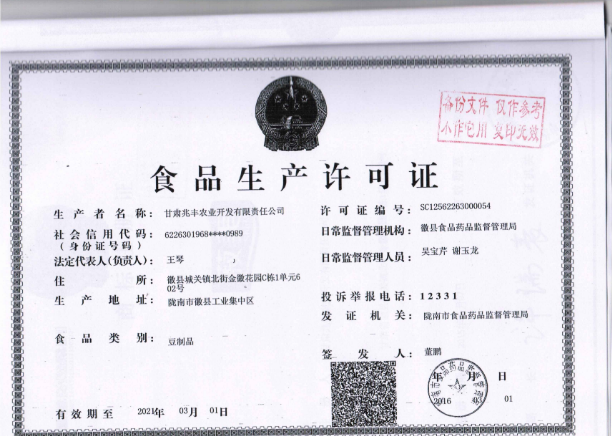 备份文件 仅作参考
不作它用 复印无效
食品生产许可证
生产者名称： 甘肃兆丰农业开发有限责任公司
社会信用代码： 6226301968****0989
（身份证号码）
法定代表人（负责人）： 王琴
住 所： 徽县城关镇北街金徽花园C栋1单元6
02号
生产地址： 陇南市徽县工业集中区
食品类别： 豆制品
有效期至 2021年 03月 01日
许可证编号： SC12562263000054
日常监督管理机构： 徽县食品药品监督管理局
日常监督管理人员： 吴宝芹 谢玉龙
投诉举报电话：12331
发证机关： 陇南市食品药品监督管理局
签发人： 董鹏
年 月 日
2016 01